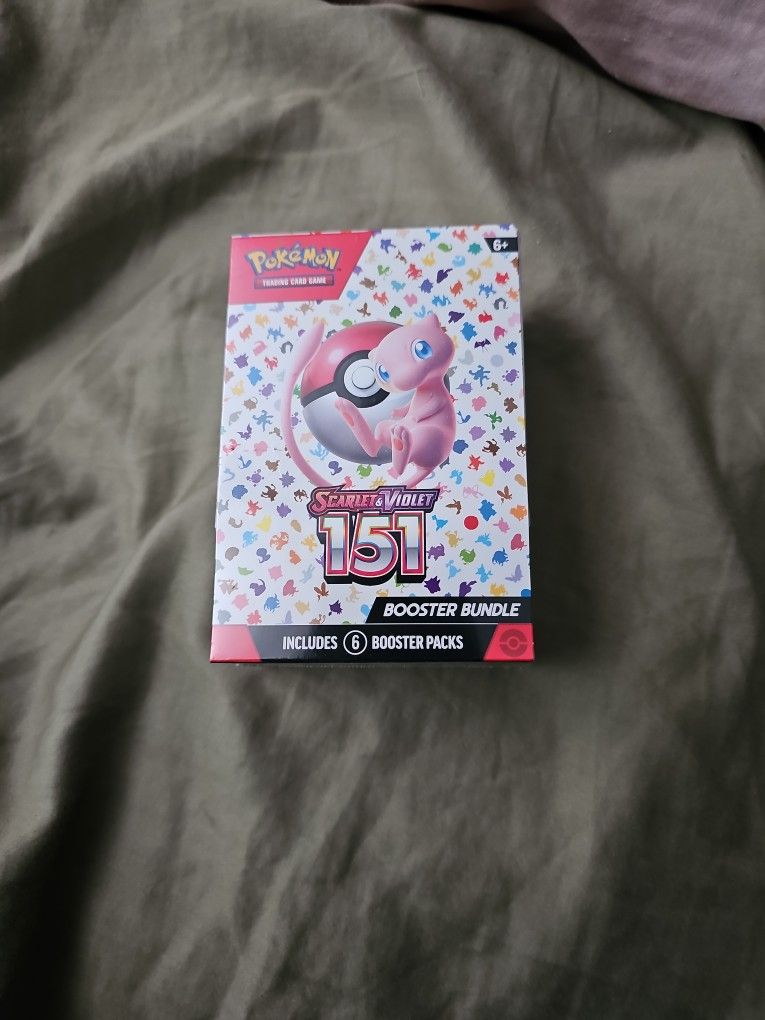 6+
POKéMON
TRADING CARD GAME
SCARLET & VIOLET
151
BOOSTER BUNDLE
INCLUDES 6 BOOSTER PACKS